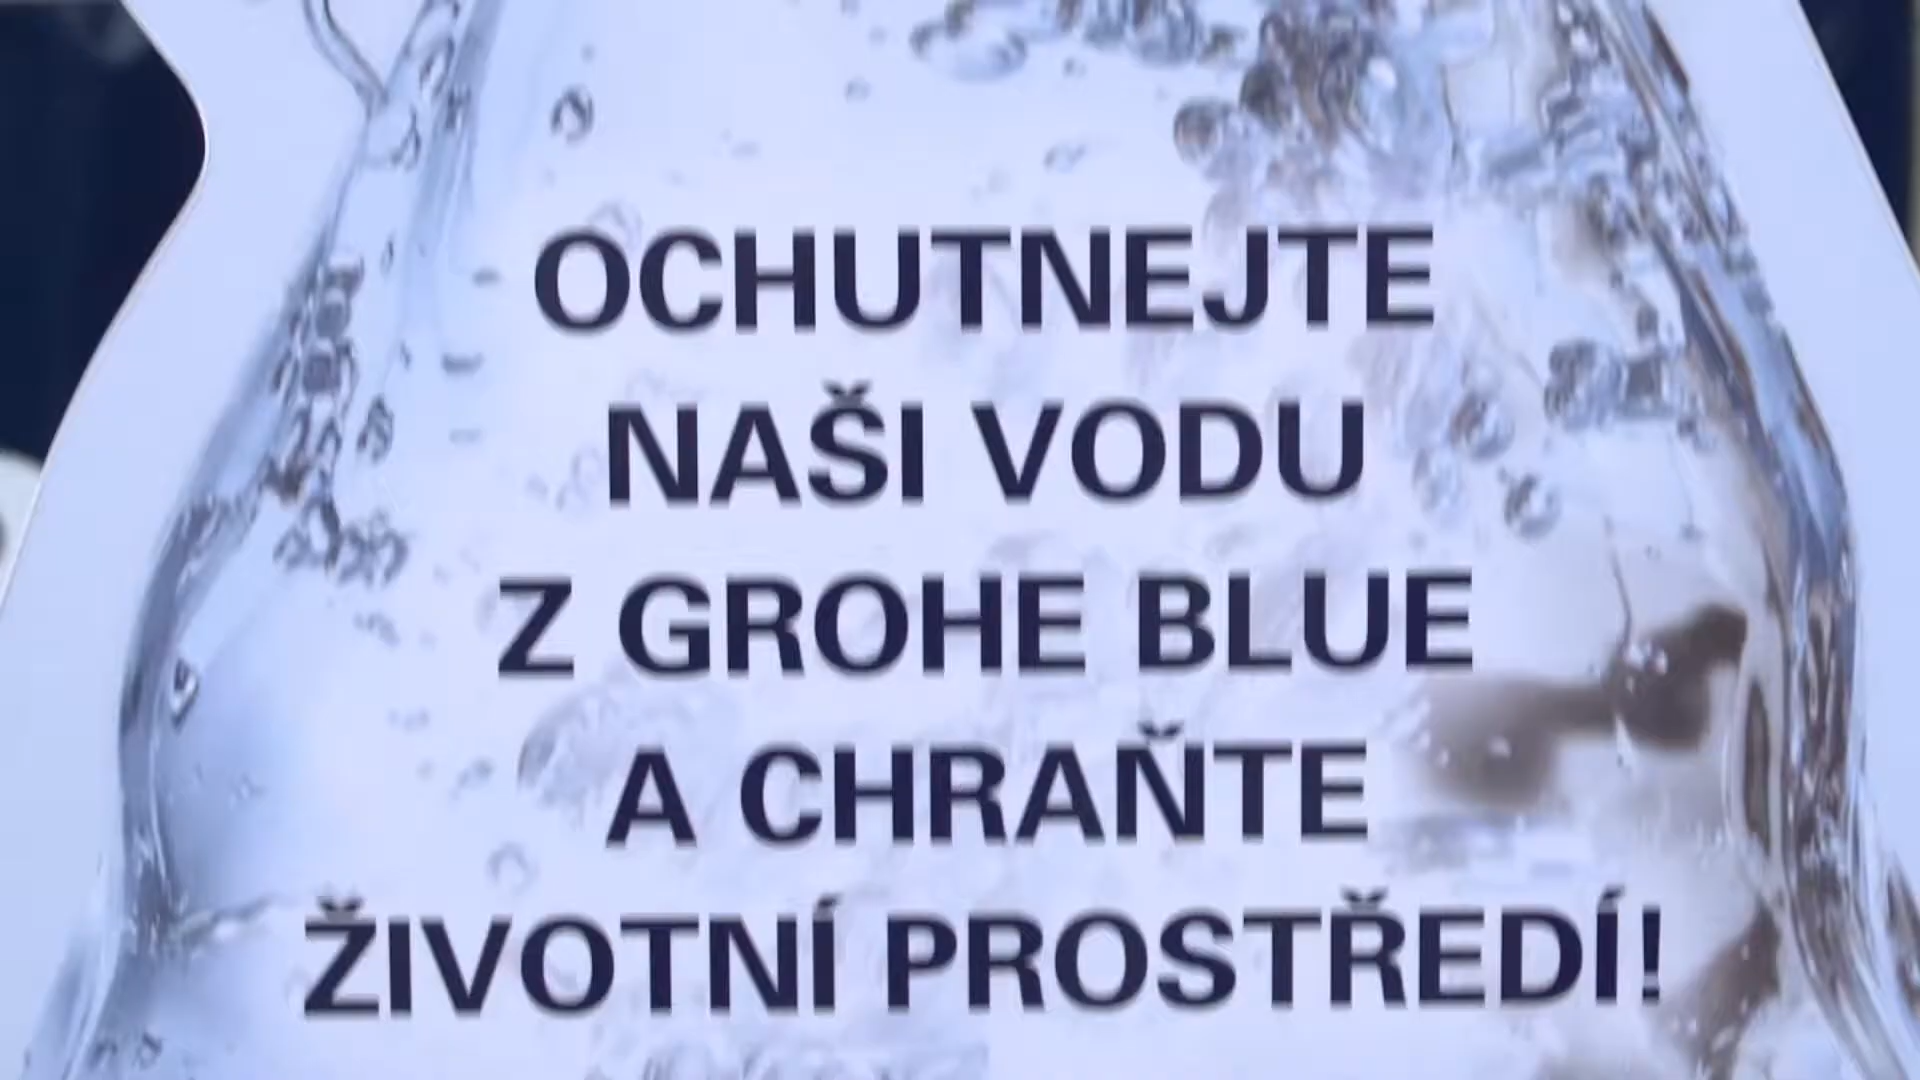 OCHUTNEJTE
NAŠI VODU
Z GROHE BLUE
A CHRAŇTE
ŽIVOTNÍ PROSTŘEDÍ!